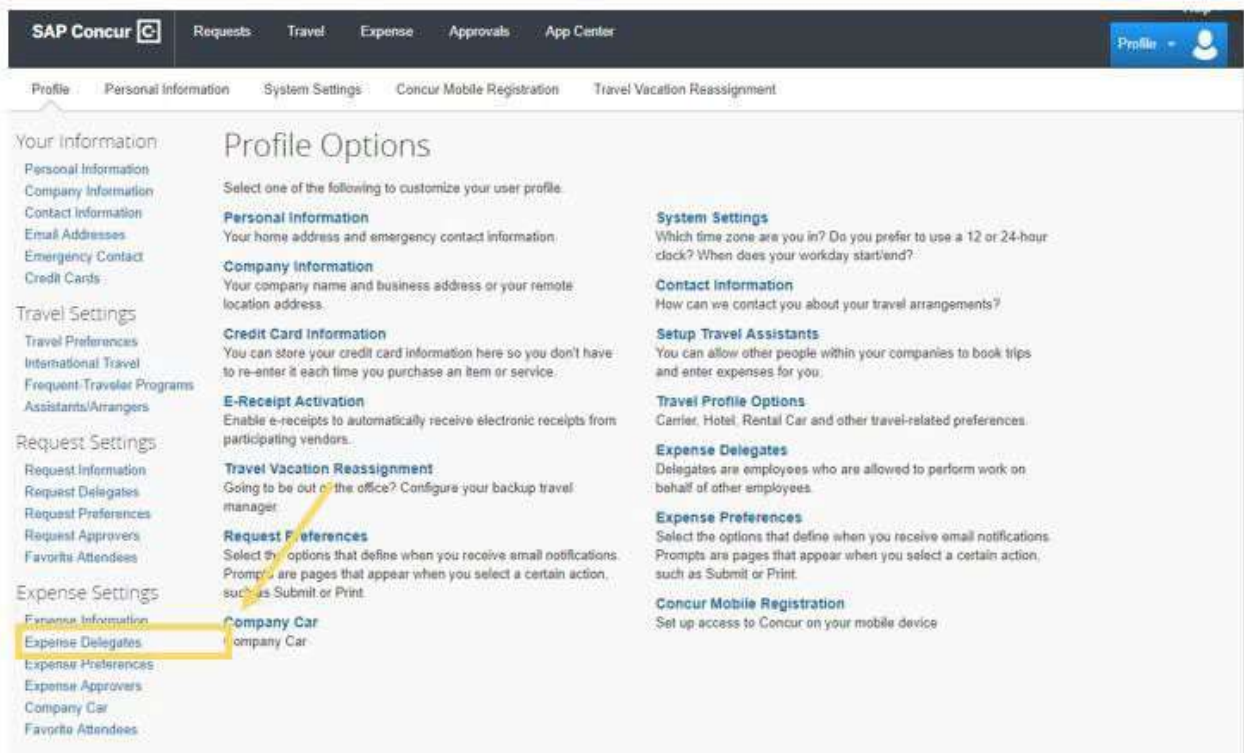 SAP Concur C
Requests
Travel
Expense
Approvals
App Center
Profile
Profile
Personal Information
System Settings
Concur Mobile Registration
Travel Vacation Reassignment
Your Information
Personal Information
Company Information
Contact Information
Email Addresses
Emergency Contact
Credit Cards
Travel Settings
Travel Preferences
International Travel
Frequent-Traveler Programs
Assistants/Arrangers
Request Settings
Request Information
Request Delegates
Request Preferences
Request Approvers
Favorite Attendees
Expense Settings
Expense Information
Expense Delegates
Expense Preferences
Expense Approvers
Company Car
Favorite Attendees
Profile Options
Select one of the following to customize your user profile.
Personal Information
Your home address and emergency contact information.
Company Information
Your company name and business address or your remote
location address.
Credit Card Information
You can store your credit card information here so you don't have
to re-enter it each time you purchase an item or service.
E-Receipt Activation
Enable e-receipts to automatically receive electronic receipts from
participating vendors.
Travel Vacation Reassignment
Going to be out of the office? Configure your backup travel
manager.
Request Preferences
Select the options that define when you receive email notifications.
Prompts are pages that appear when you select a certain action,
such as Submit or Print.
Company Car
Company Car
System Settings
Which time zone are you in? Do you prefer to use a 12 or 24-hour
clock? When does your workday start/end?
Contact Information
How can we contact you about your travel arrangements?
Setup Travel Assistants
You can allow other people within your companies to book trips
and enter expenses for you.
Travel Profile Options
Carrier, Hotel, Rental Car and other travel-related preferences.
Expense Delegates
Delegates are employees who are allowed to perform work on
behalf of other employees.
Expense Preferences
Select the options that define when you receive email notifications.
Prompts are pages that appear when you select a certain action,
such as Submit or Print.
Concur Mobile Registration
Set up access to Concur on your mobile device